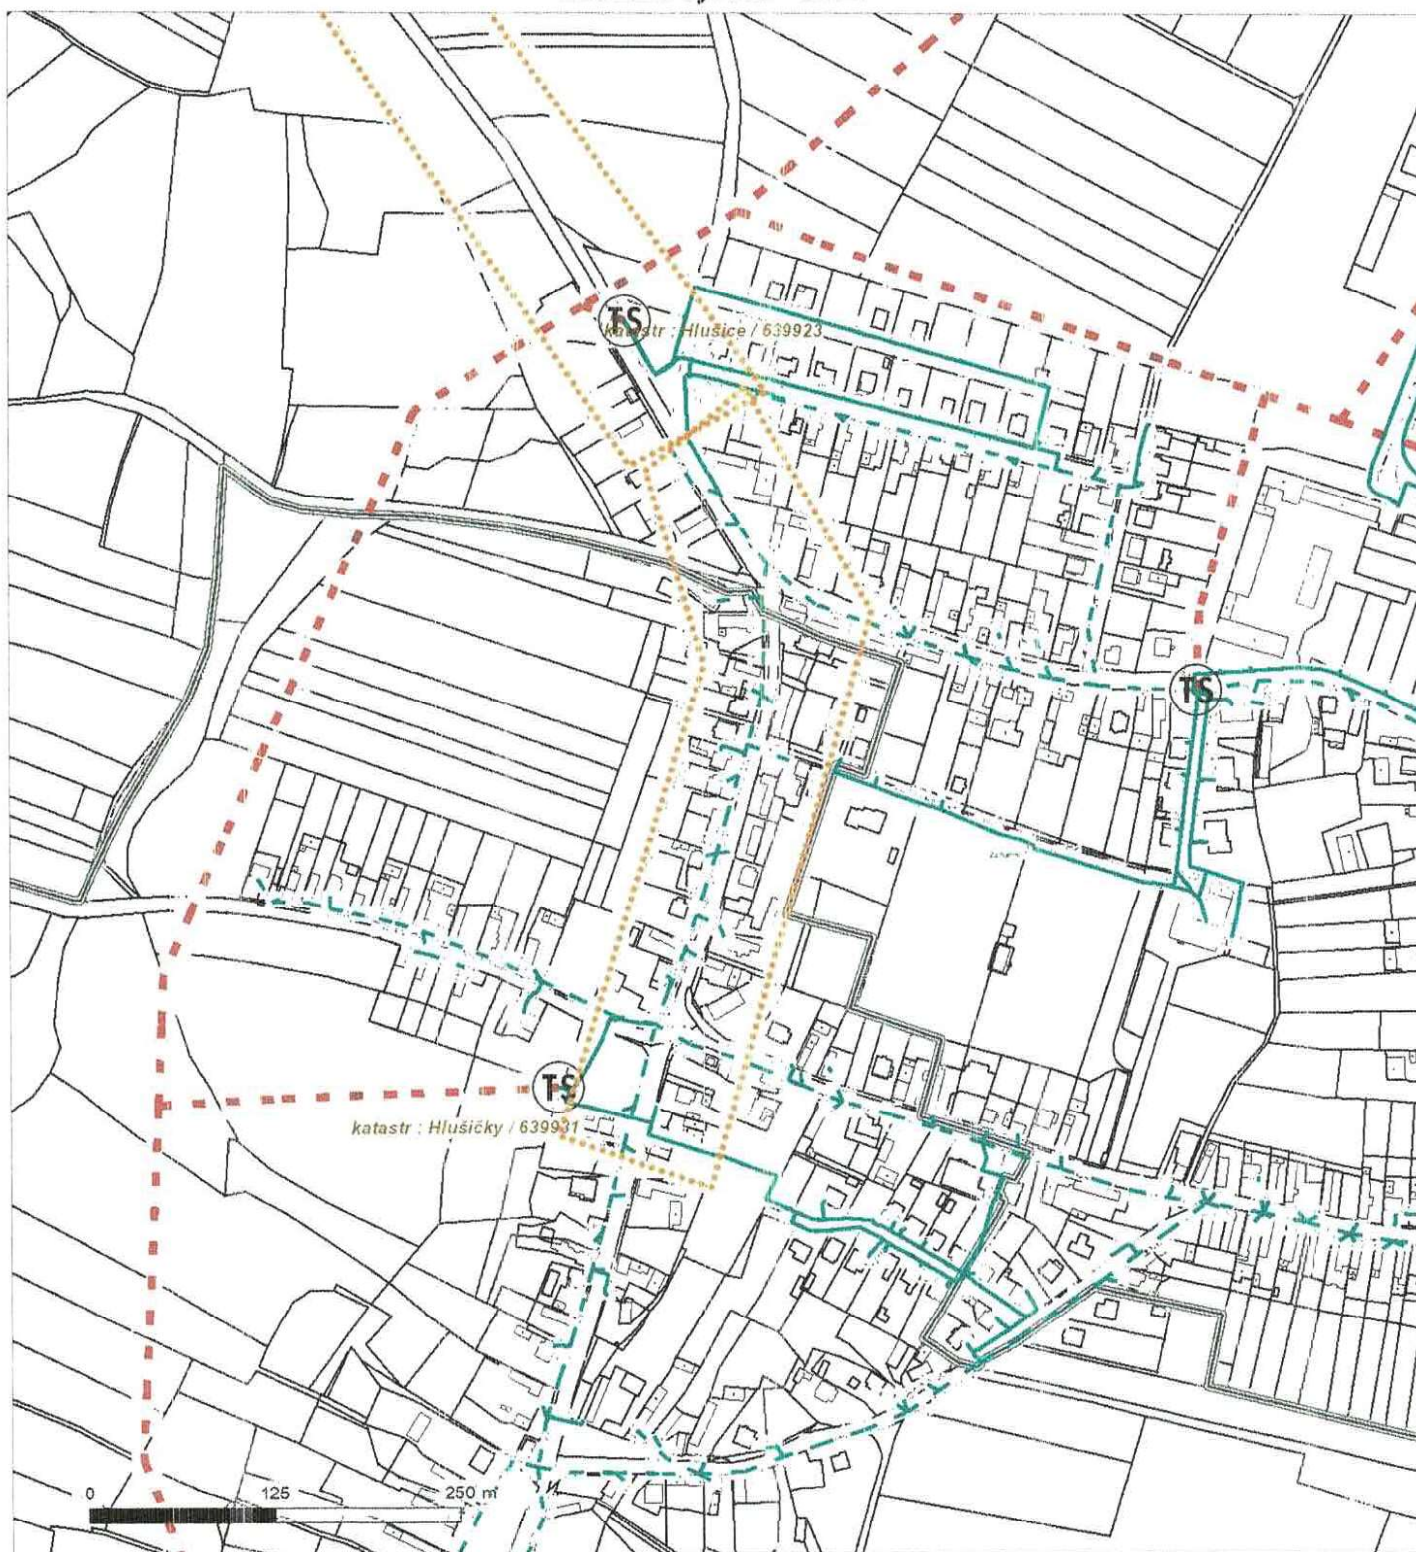 TS
katastr : Hlušice / 639923
TS
TS
katastr : Hlušičky / 639931
0 125 250 m